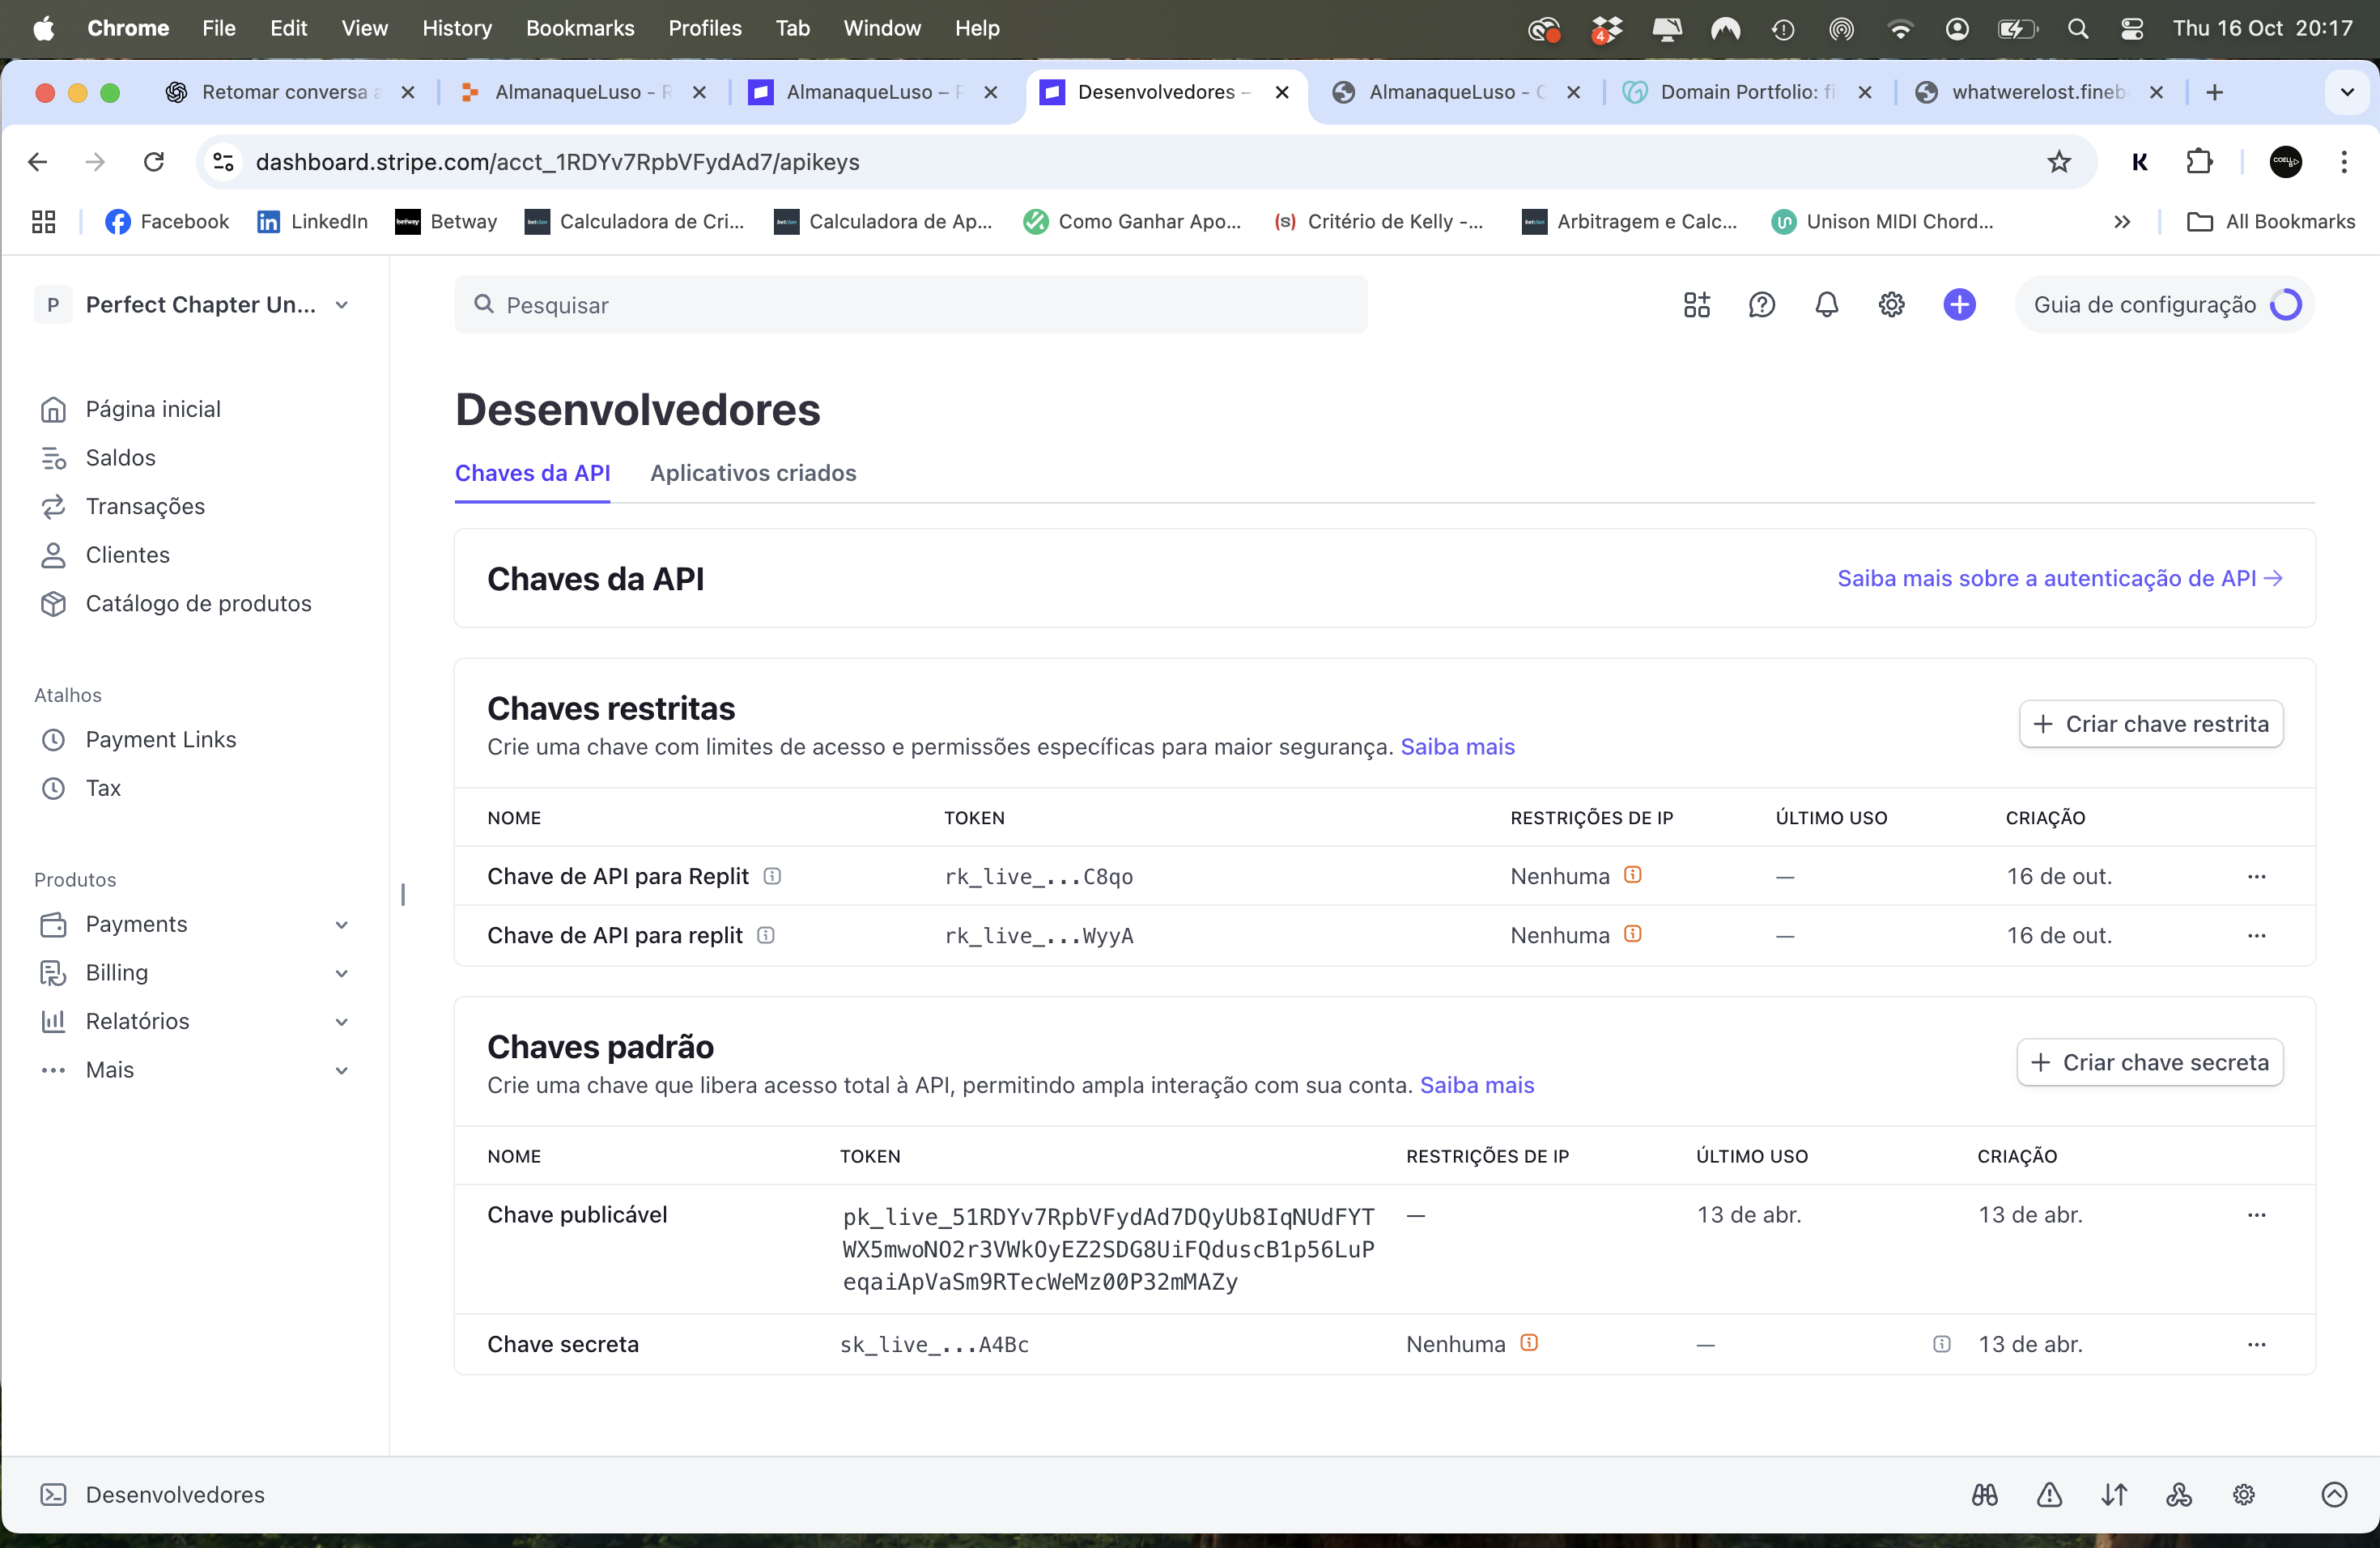 Chrome File Edit View History Bookmarks Profiles Tab Window Help 4 Thu 16 Oct 20:17
Retomar conversa AlmanaqueLuso - AlmanaqueLuso – Desenvolvedores – AlmanaqueLuso - Domain Portfolio: whatwerelost.fineb
dashboard.stripe.com/acct_1RDYv7RpbVFydAd7/apikeys K
Facebook LinkedIn Betway Calculadora de Cri... Calculadora de Ap... Como Ganhar Apo... Critério de Kelly -... Arbitragem e Calc... Unison MIDI Chord... All Bookmarks
P Perfect Chapter Un...
Pesquisar
Guia de configuração
Página inicial
Saldos
Transações
Clientes
Catálogo de produtos
Atalhos
Payment Links
Tax
Produtos
Payments
Billing
Relatórios
Mais
Desenvolvedores
Chaves da API Aplicativos criados
Chaves da API
Saiba mais sobre a autenticação de API →
Chaves restritas
Crie uma chave com limites de acesso e permissões específicas para maior segurança. Saiba mais
+ Criar chave restrita
NOME TOKEN RESTRIÇÕES DE IP ÚLTIMO USO CRIAÇÃO
Chave de API para Replit rk_live_...C8qo Nenhuma — 16 de out. ...
Chave de API para replit rk_live_...WyyA Nenhuma — 16 de out. ...
Chaves padrão
Crie uma chave que libera acesso total à API, permitindo ampla interação com sua conta. Saiba mais
+ Criar chave secreta
NOME TOKEN RESTRIÇÕES DE IP ÚLTIMO USO CRIAÇÃO
Chave publicável pk_live_51RDYv7RpbVFydAd7DQyUb8IqNUdFYT — 13 de abr. 13 de abr. ...
WX5mwoNO2r3VWkOyEZ2SDG8UiFQduscB1p56LuP
eqaiApVaSm9RTecWeMz00P32mMAZy
Chave secreta sk_live_...A4Bc Nenhuma — 13 de abr. ...
Desenvolvedores